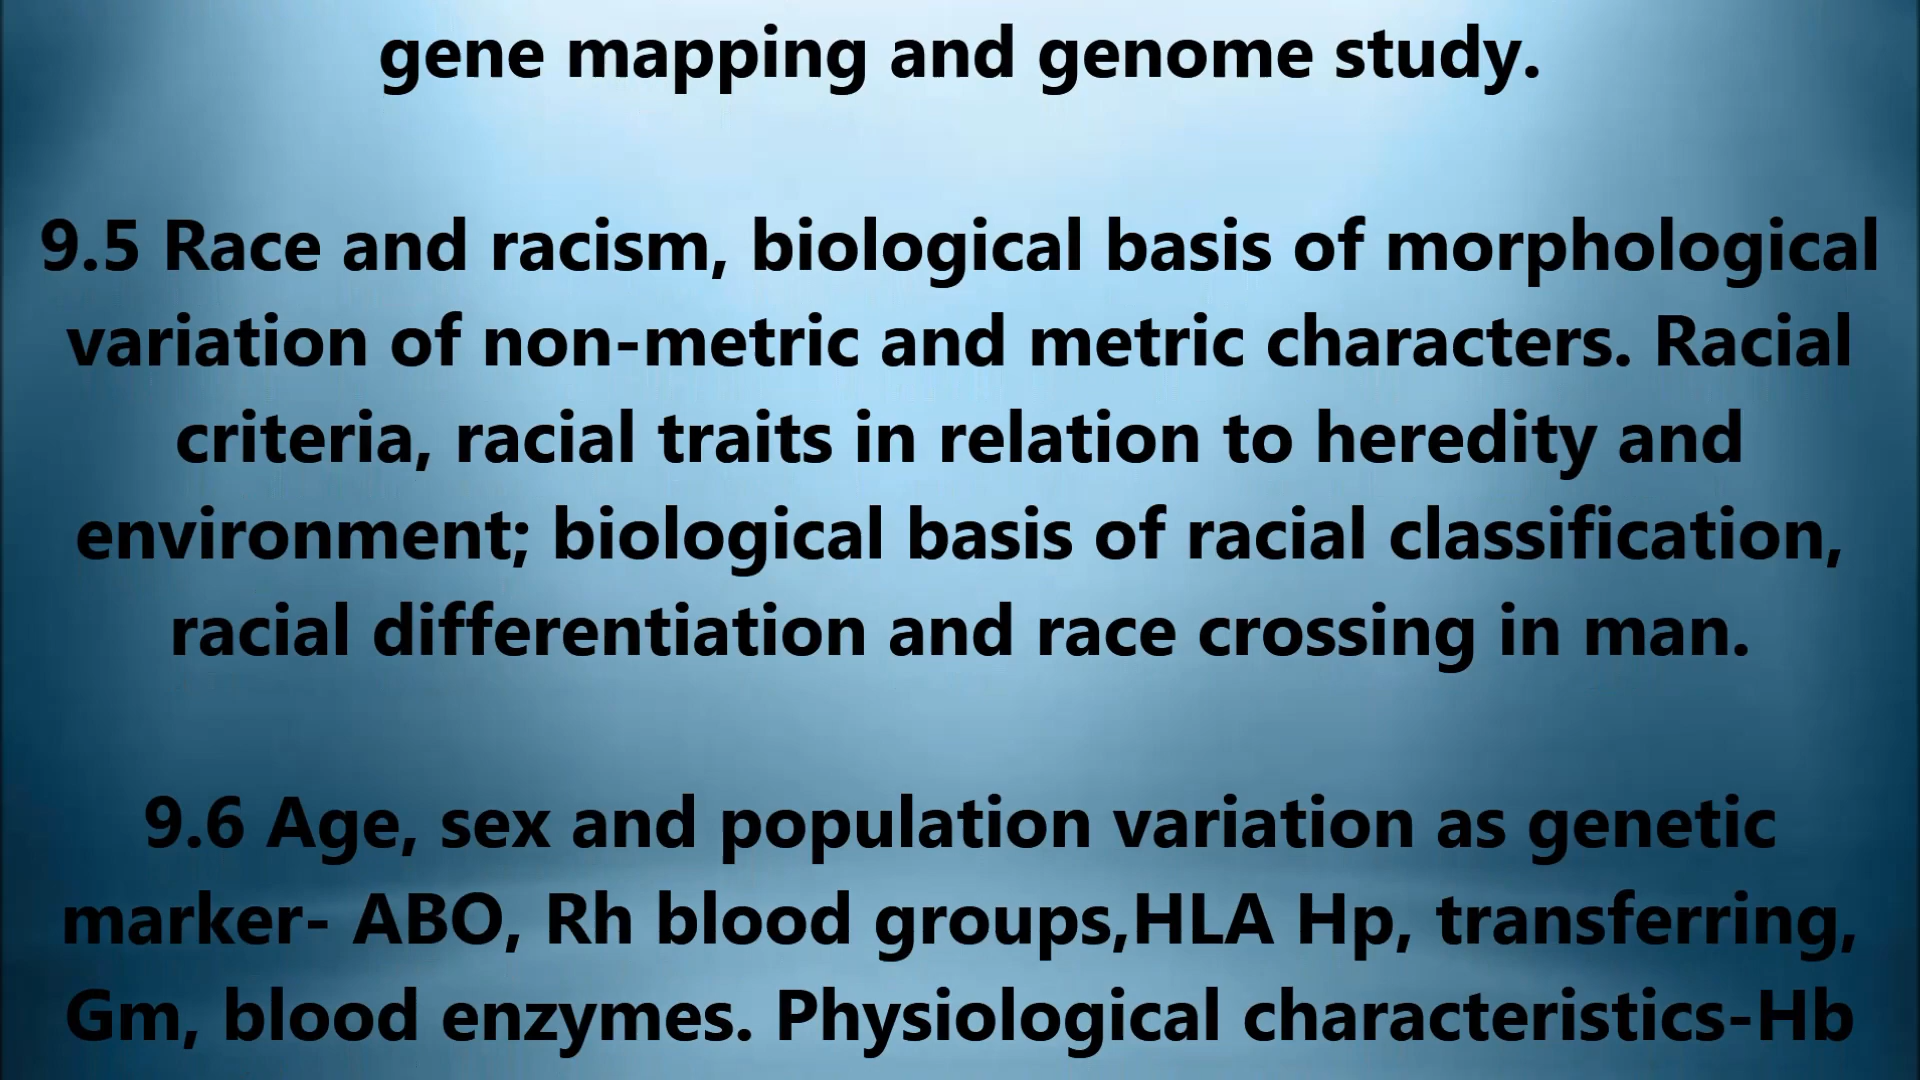 gene mapping and genome study.
9.5 Race and racism, biological basis of morphological
variation of non-metric and metric characters. Racial
criteria, racial traits in relation to heredity and
environment; biological basis of racial classification,
racial differentiation and race crossing in man.
9.6 Age, sex and population variation as genetic
marker- ABO, Rh blood groups,HLA Hp, transferring,
Gm, blood enzymes. Physiological characteristics-Hb